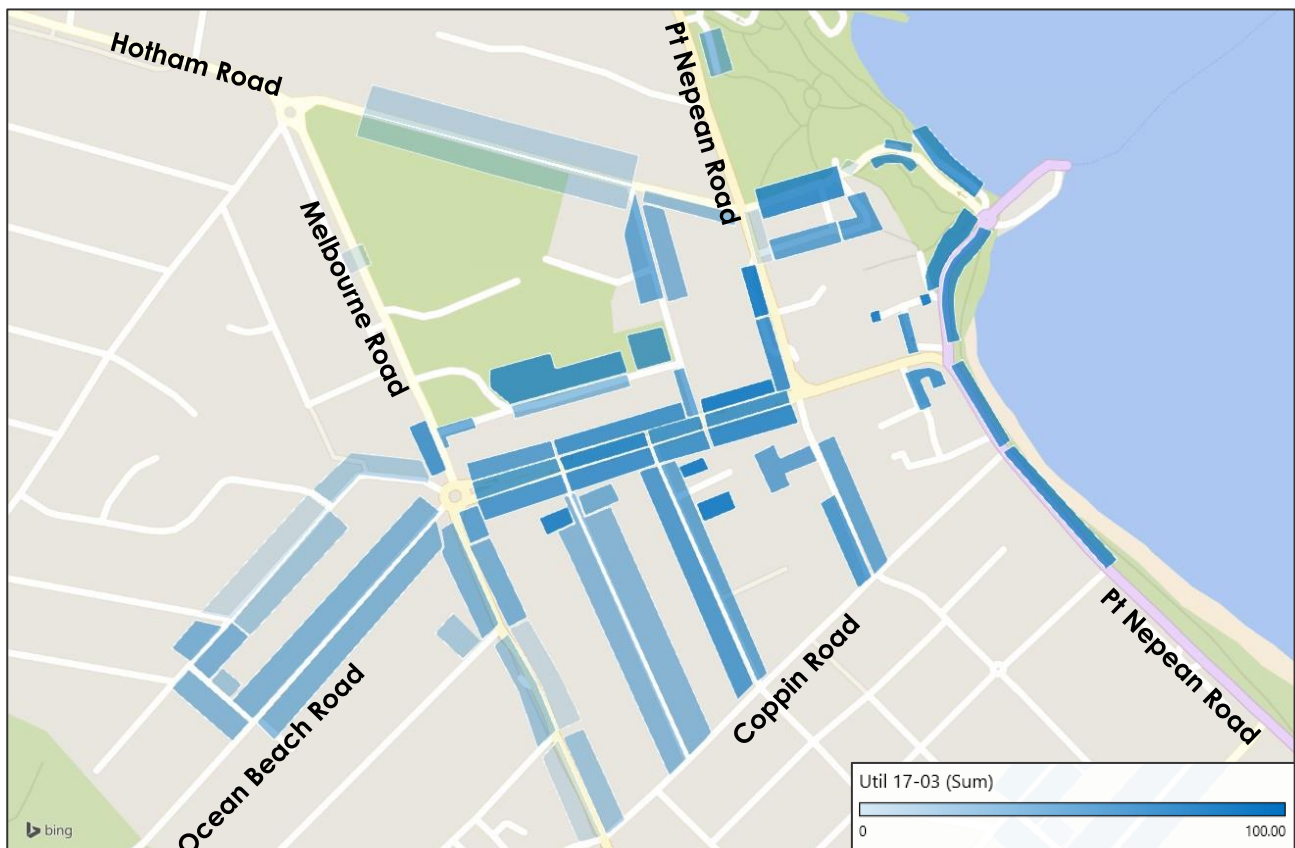 Hotham Road
Pt Nepean Road
Melbourne Road
Ocean Beach Road
Coppin Road
Pt Nepean Road
Util 17-03 (Sum)
0 100.00
bing